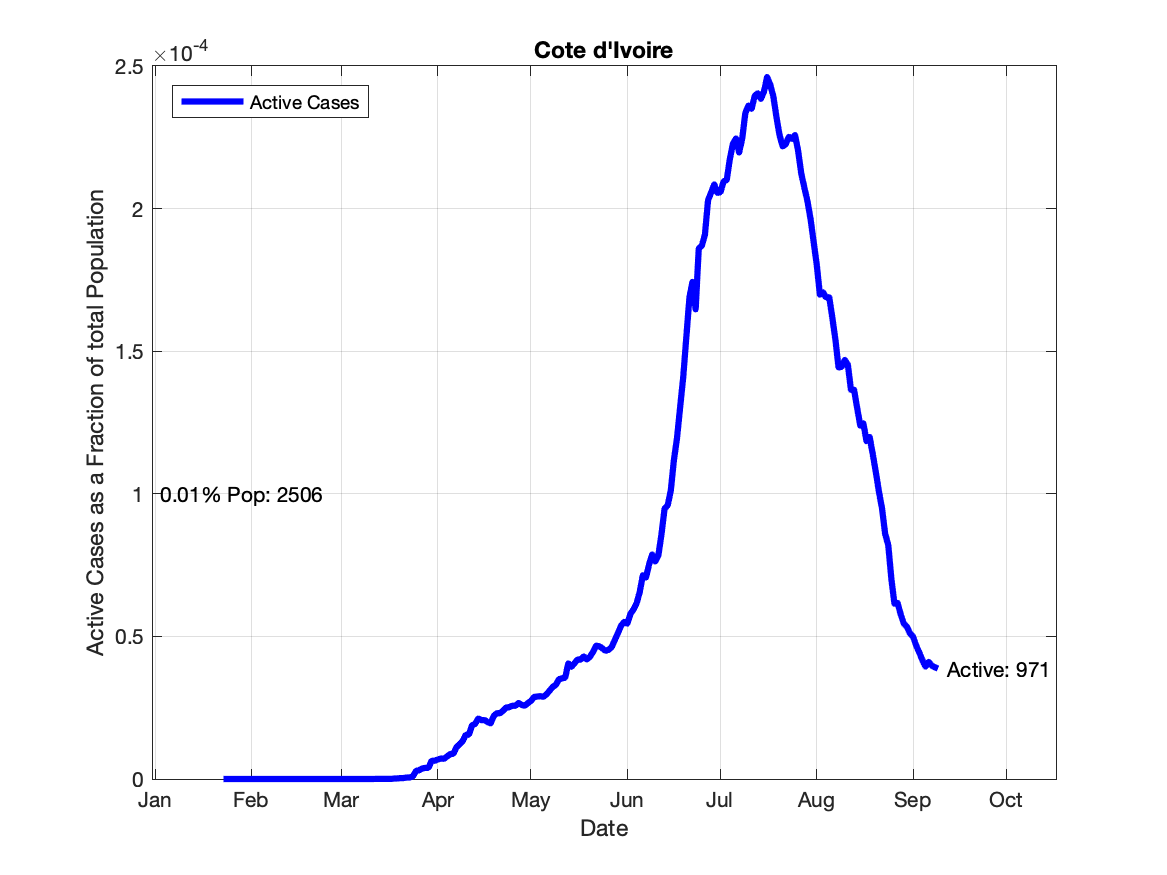 Cote d'Ivoire
×10-4
2.5
2
1.5
1
0.5
0
Active Cases
0.01% Pop: 2506
Active: 971
Active Cases as a Fraction of total Population
Jan Feb Mar Apr May Jun Jul Aug Sep Oct
Date